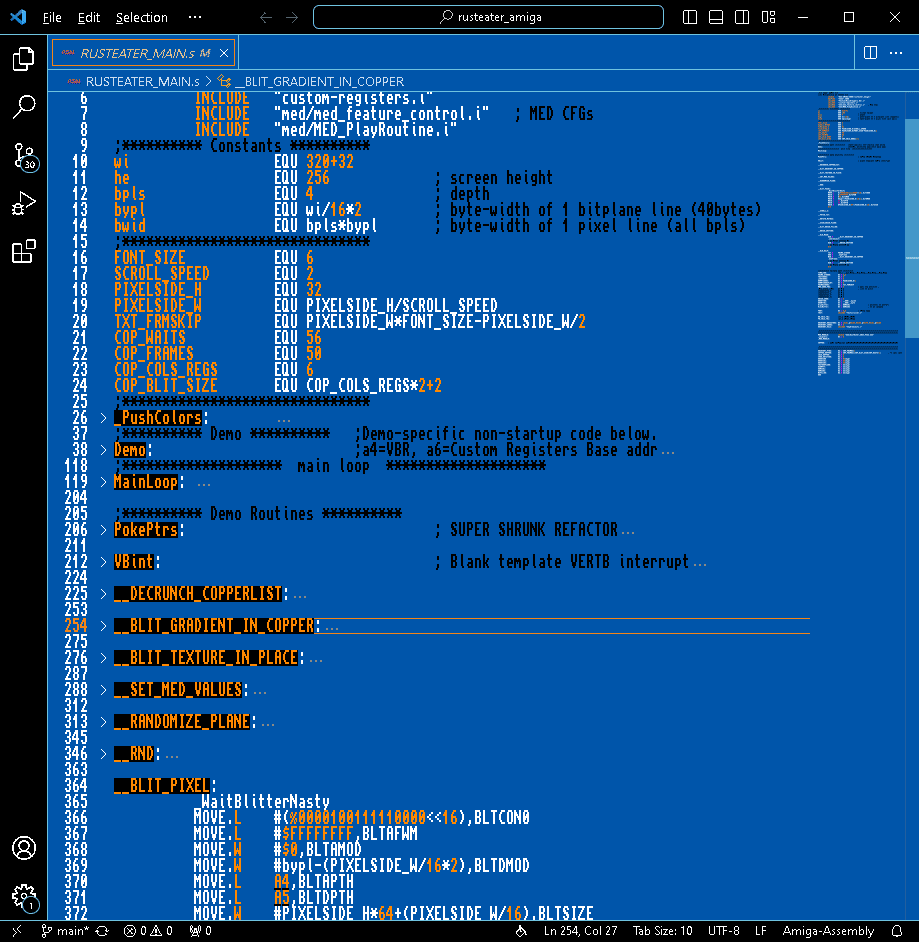 File Edit Selection ··· rusteater_amiga
RUSTEATER_MAIN.s M
RUSTEATER_MAIN.s > __BLIT_GRADIENT_IN_COPPER
6 INCLUDE "custom-registers.i"
7 INCLUDE "med/med_feature_control.i" ; MED CFGs
8 INCLUDE "med/MED_PlayRoutine.i"
9 ;********** Constants **********
10 wi EQU 320+32
11 he EQU 256 ; screen height
12 bpls EQU 4 ; depth
13 bypl EQU wi/16*2 ; byte-width of 1 bitplane line (40bytes)
14 bwid EQU bpls*bypl ; byte-width of 1 pixel line (all bpls)
15 ;*******************************
16 FONT_SIZE EQU 6
17 SCROLL_SPEED EQU 2
18 PIXELSIDE_H EQU 32
19 PIXELSIDE_W EQU PIXELSIDE_H/SCROLL_SPEED
20 TXT_FRMSKIP EQU PIXELSIDE_W*FONT_SIZE-PIXELSIDE_W/2
21 COP_WAITS EQU 56
22 COP_FRAMES EQU 50
23 COP_COLS_REGS EQU 6
24 COP_BLIT_SIZE EQU COP_COLS_REGS*2+2
25 ;*******************************
26 > _PushColors: ...
37 ;********** Demo ********** ;Demo-specific non-startup code below.
38 > Demo: ;a4=VBR, a6=Custom Registers Base addr...
118 ;******************** main loop ********************
119 > MainLoop: ...
204
205 ;********** Demo Routines **********
206 > PokePtrs: ; SUPER SHRUNK REFACTOR...
211
212 > VBint: ; Blank template VERTB interrupt...
224
225 > __DECRUNCH_COPPERLIST:...
253
254 > __BLIT_GRADIENT_IN_COPPER:...
275
276 > __BLIT_TEXTURE_IN_PLACE:...
287
288 > __SET_MED_VALUES:...
312
313 > __RANDOMIZE_PLANE:...
345
346 > __RND:...
363
364 __BLIT_PIXEL:
365 _WaitBlitterNasty
366 MOVE.L #(%0000100111110000<<16),BLTCON0
367 MOVE.L #$FFFFFFFF,BLTAFWM
368 MOVE.W #$0,BLTAMOD
369 MOVE.W #bypl-(PIXELSIDE_W/16*2),BLTDMOD
370 MOVE.L A4,BLTAPTH
371 MOVE.L A5,BLTDPTH
372 MOVE.W #PIXELSIDE_H*64+(PIXELSIDE_W/16),BLTSIZE
30
1
main* 0 0 0 Ln 254, Col 27 Tab Size: 10 UTF-8 LF Amiga-Assembly